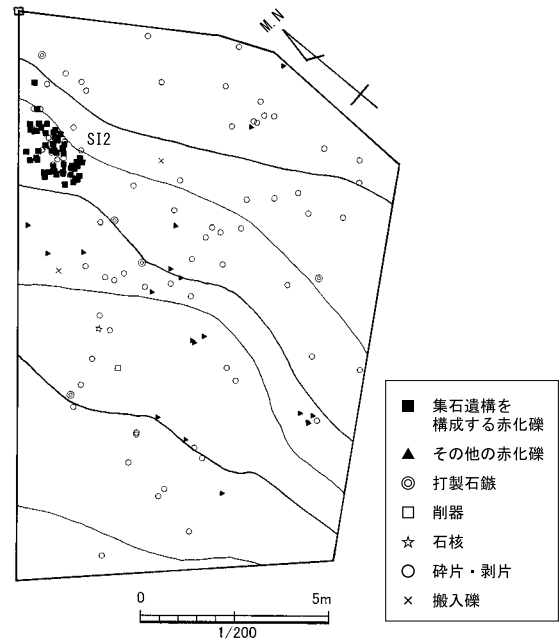 M.N
SI2
■ 集石遺構を
構成する赤化礫
▲ その他の赤化礫
◎ 打製石鏃
□ 削器
☆ 石核
○ 砕片・剥片
× 搬入礫
0 5m
1/200